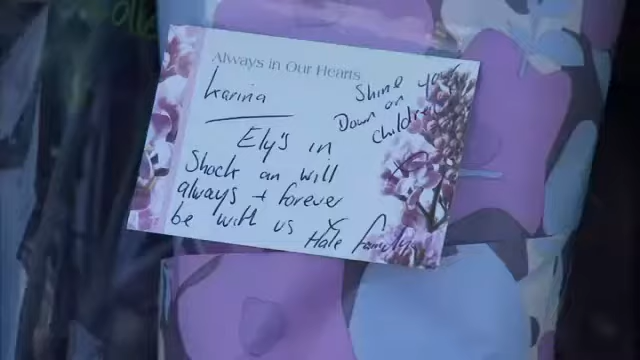 Always in Our Hearts
Karina
Shine your
Down on
children
X
Ely's in
Shock an will
always + forever
be with us X
Hale family